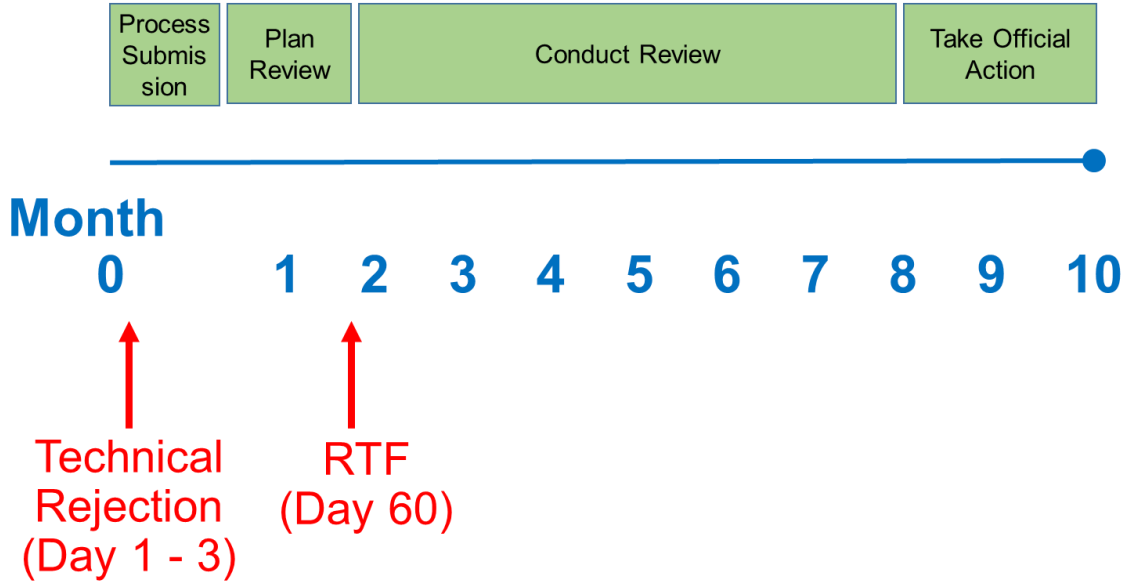 Process
Submis
sion
Plan
Review
Conduct Review
Take Official
Action
Month
0 1 2 3 4 5 6 7 8 9 10
Technical
Rejection
(Day 1 - 3)
RTF
(Day 60)